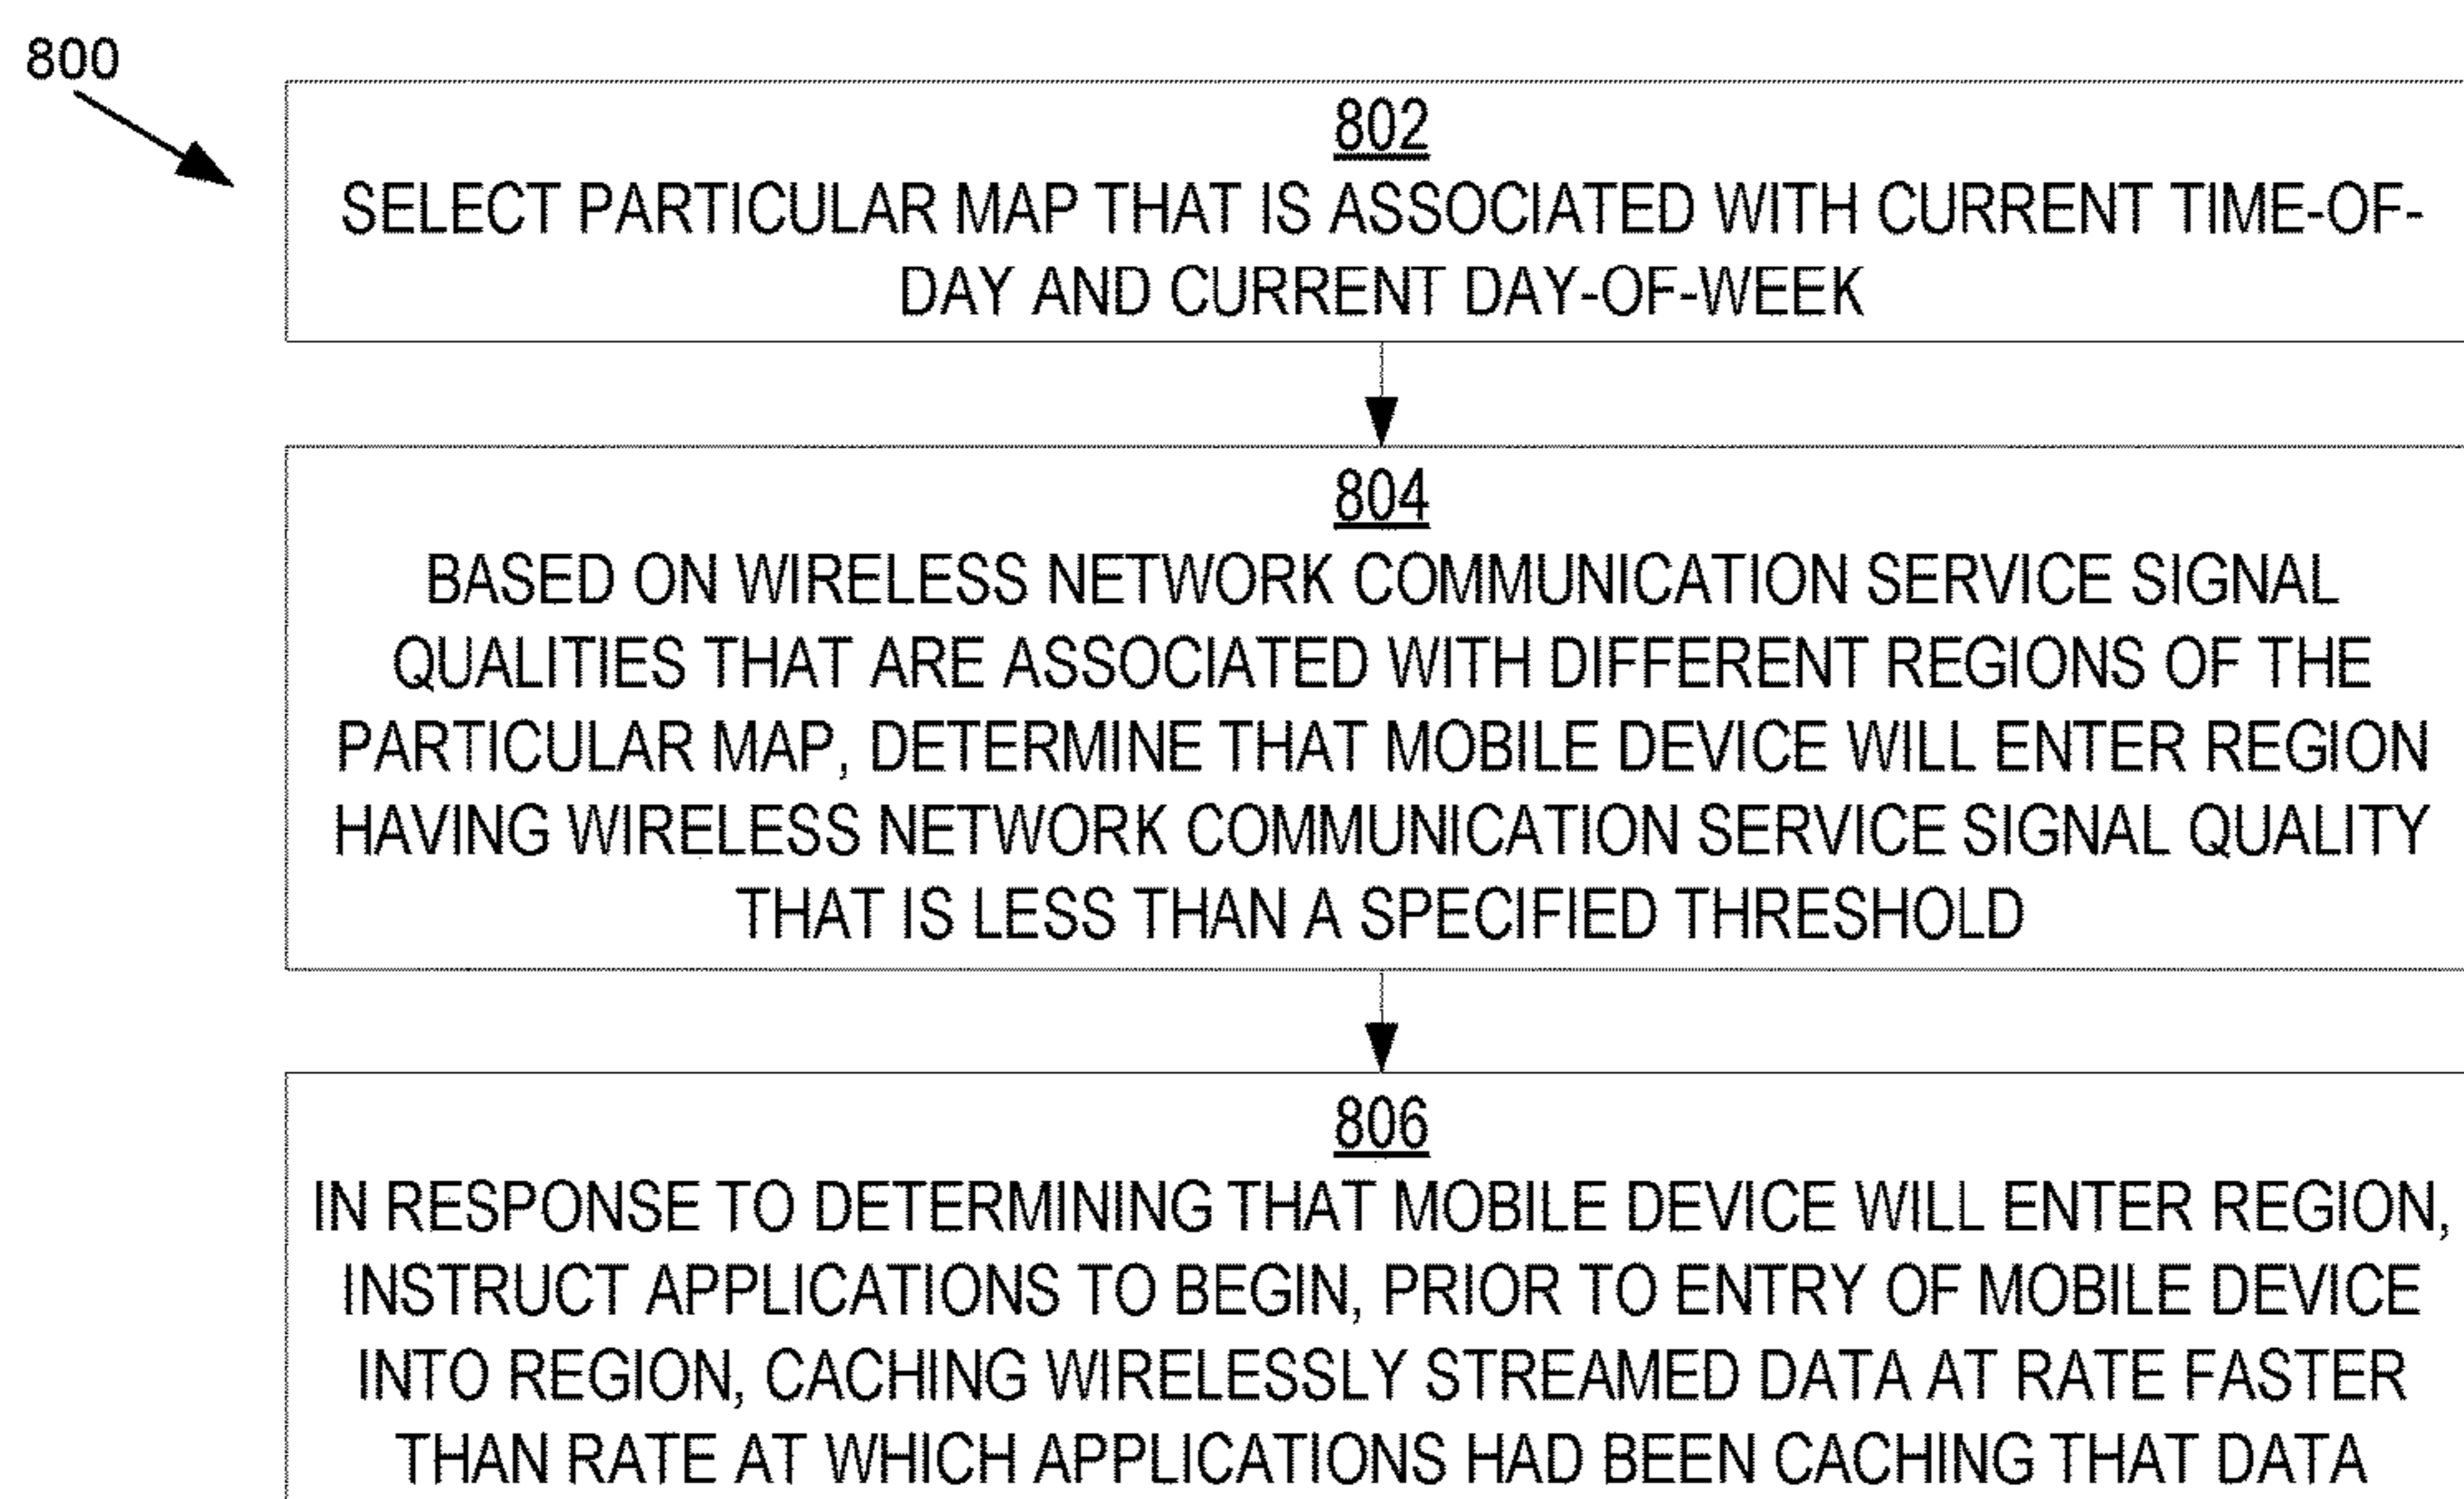 800
802
SELECT PARTICULAR MAP THAT IS ASSOCIATED WITH CURRENT TIME-OF-
DAY AND CURRENT DAY-OF-WEEK
804
BASED ON WIRELESS NETWORK COMMUNICATION SERVICE SIGNAL
QUALITIES THAT ARE ASSOCIATED WITH DIFFERENT REGIONS OF THE
PARTICULAR MAP, DETERMINE THAT MOBILE DEVICE WILL ENTER REGION
HAVING WIRELESS NETWORK COMMUNICATION SERVICE SIGNAL QUALITY
THAT IS LESS THAN A SPECIFIED THRESHOLD
806
IN RESPONSE TO DETERMINING THAT MOBILE DEVICE WILL ENTER REGION,
INSTRUCT APPLICATIONS TO BEGIN, PRIOR TO ENTRY OF MOBILE DEVICE
INTO REGION, CACHING WIRELESSLY STREAMED DATA AT RATE FASTER
THAN RATE AT WHICH APPLICATIONS HAD BEEN CACHING THAT DATA